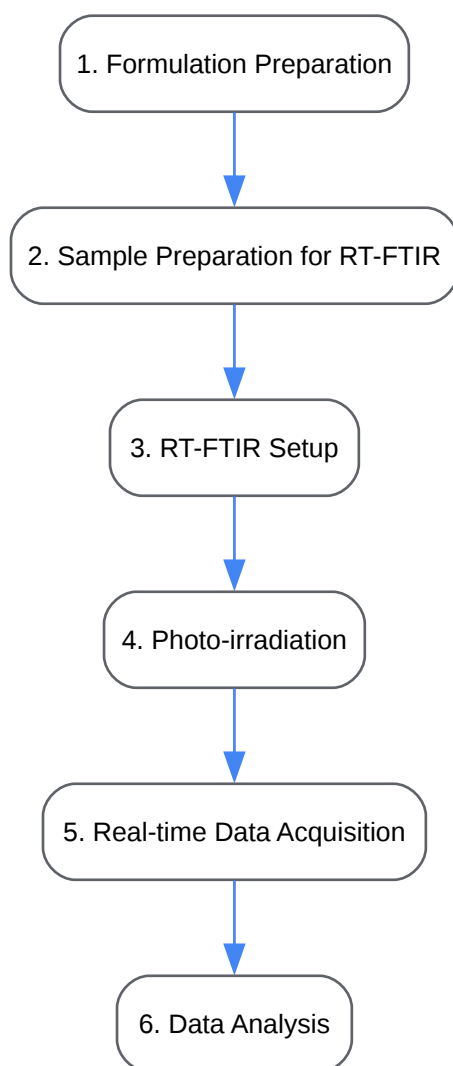 1. Formulation Preparation
2. Sample Preparation for RT-FTIR
3. RT-FTIR Setup
4. Photo-irradiation
5. Real-time Data Acquisition
6. Data Analysis